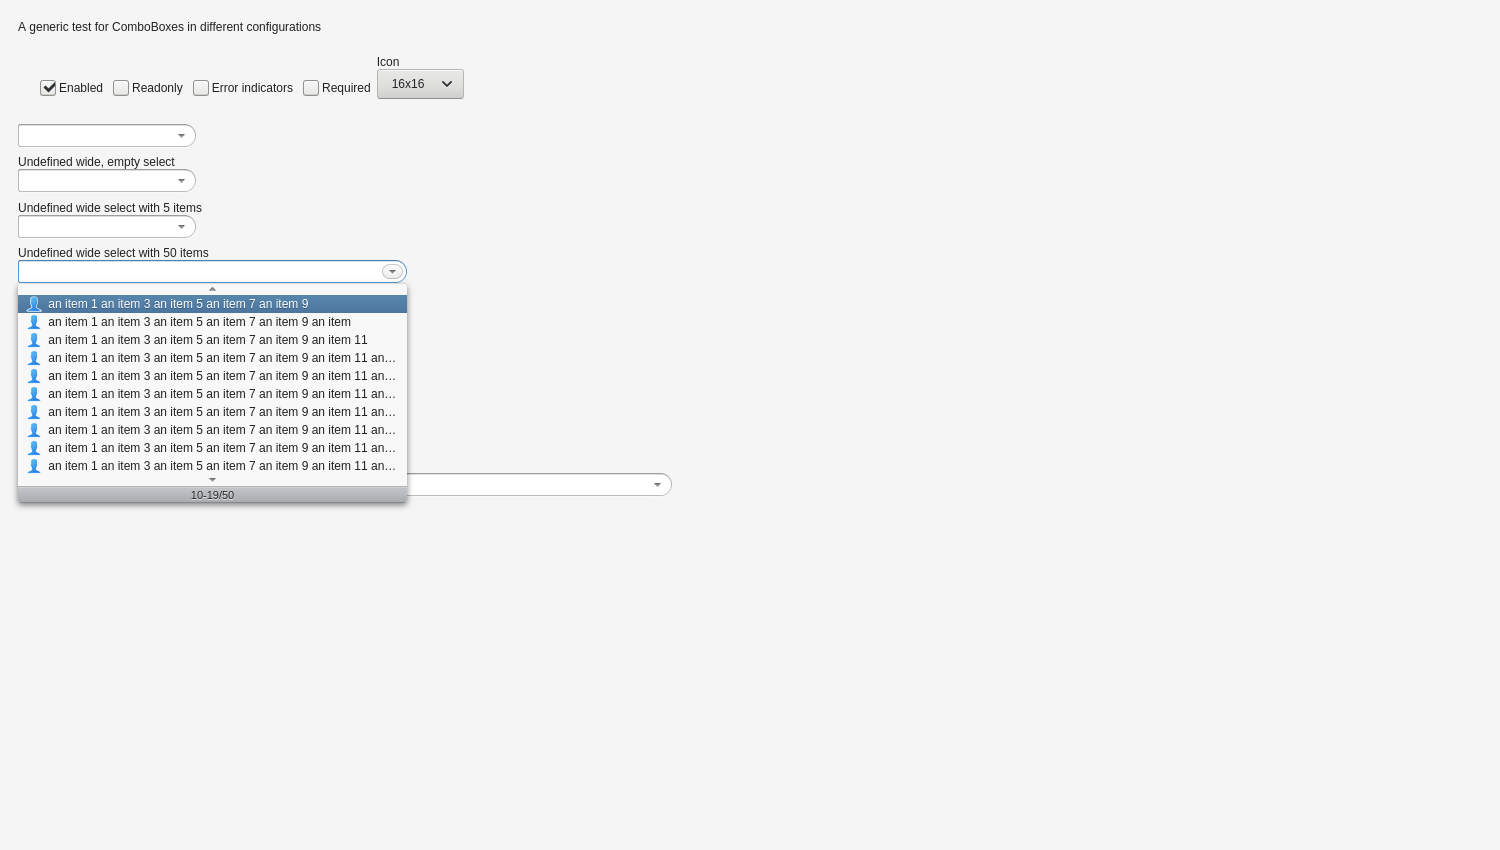 A generic test for ComboBoxes in different configurations
Icon
Enabled Readonly Error indicators Required 16x16
Undefined wide, empty select
Undefined wide select with 5 items
Undefined wide select with 50 items
an item 1 an item 3 an item 5 an item 7 an item 9
an item 1 an item 3 an item 5 an item 7 an item 9 an item
an item 1 an item 3 an item 5 an item 7 an item 9 an item 11
an item 1 an item 3 an item 5 an item 7 an item 9 an item 11 an…
an item 1 an item 3 an item 5 an item 7 an item 9 an item 11 an…
an item 1 an item 3 an item 5 an item 7 an item 9 an item 11 an…
an item 1 an item 3 an item 5 an item 7 an item 9 an item 11 an…
an item 1 an item 3 an item 5 an item 7 an item 9 an item 11 an…
an item 1 an item 3 an item 5 an item 7 an item 9 an item 11 an…
an item 1 an item 3 an item 5 an item 7 an item 9 an item 11 an…
10-19/50